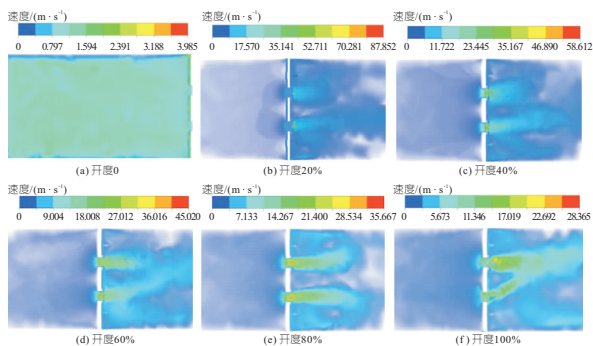 速度/(m · s⁻¹)
0 0.797 1.594 2.391 3.188 3.985
(a) 开度0
速度/(m · s⁻¹)
0 17.570 35.141 52.711 70.281 87.852
(b) 开度20%
速度/(m · s⁻¹)
0 11.722 23.445 35.167 46.890 58.612
(c) 开度40%
速度/(m · s⁻¹)
0 9.004 18.008 27.012 36.016 45.020
(d) 开度60%
速度/(m · s⁻¹)
0 7.133 14.267 21.400 28.534 35.667
(e) 开度80%
速度/(m · s⁻¹)
0 5.673 11.346 17.019 22.692 28.365
(f) 开度100%